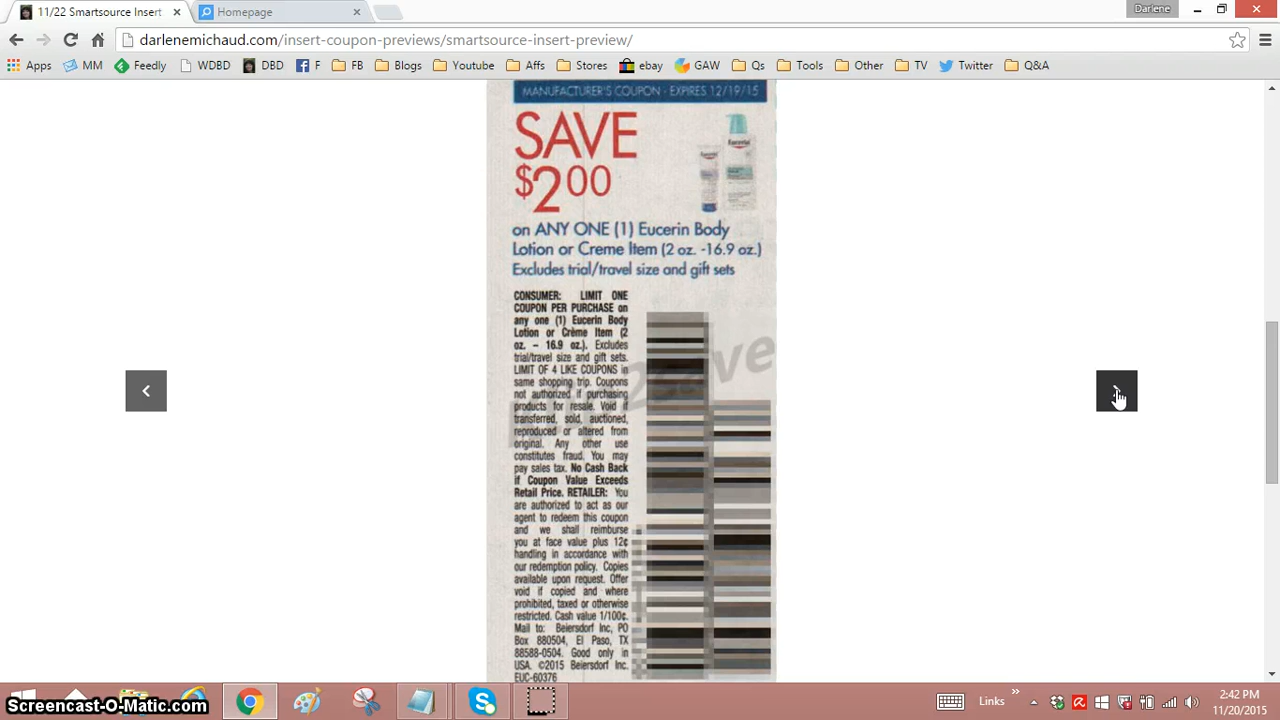 11/22 Smartsource Insert
Homepage
Darlene
darlenemichaud.com/insert-coupon-previews/smartsource-insert-preview/
Apps MM Feedly WDBD DBD F FB Blogs Youtube Affs Stores ebay GAW Qs Tools Other TV Twitter Q&A
MANUFACTURER'S COUPON - EXPIRES 12/19/15
SAVE
$2.00
on ANY ONE (1) Eucerin Body
Lotion or Creme Item (2 oz. -16.9 oz.)
Excludes trial/travel size and gift sets
Eucerin
Eucerin
CONSUMER: LIMIT ONE
COUPON PER PURCHASE on
any one (1) Eucerin Body
Lotion or Crème Item (2
oz. – 16.9 oz.). Excludes
trial/travel size and gift sets.
LIMIT OF 4 LIKE COUPONS in
same shopping trip. Coupons
not authorized if purchasing
products for resale. Void if
transferred, sold, auctioned,
reproduced or altered from
original. Any other use
constitutes fraud. You may
pay sales tax. No Cash Back
if Coupon Value Exceeds
Retail Price. RETAILER: You
are authorized to act as our
agent to redeem this coupon
and we shall reimburse
you at face value plus 12¢
handling in accordance with
our redemption policy. Copies
available upon request. Offer
void if copied and where
prohibited, taxed or otherwise
restricted. Cash value 1/100¢.
Mail to: Beiersdorf Inc, PO
Box 880504, El Paso, TX
88588-0504. Good only in
USA. ©2015 Beiersdorf Inc.
EUC-60376
2save
Screencast-O-Matic.com
Links
2:42 PM
11/20/2015